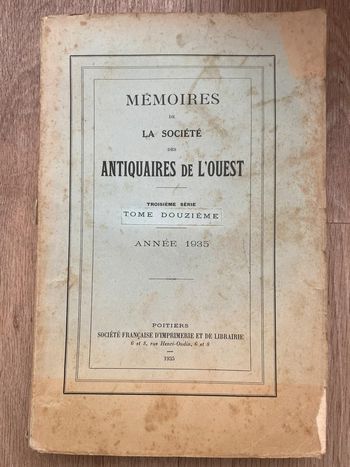 MÉMOIRES
DE
LA SOCIÉTÉ
DES
ANTIQUAIRES DE L'OUEST
TROISIÈME SÉRIE
TOME DOUZIÈME
ANNÉE 1935
POITIERS
SOCIÉTÉ FRANÇAISE D'IMPRIMERIE ET DE LIBRAIRIE
6 et 8, rue Henri-Oudin, 6 et 8
1935